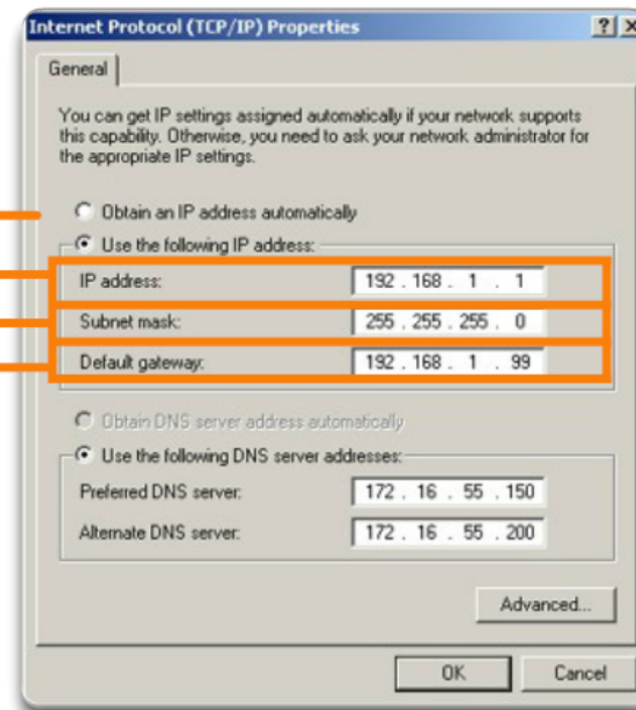 Internet Protocol (TCP/IP) Properties
General
You can get IP settings assigned automatically if your network supports
this capability. Otherwise, you need to ask your network administrator for
the appropriate IP settings.
Obtain an IP address automatically
Use the following IP address:
IP address: 192 . 168 . 1 . 1
Subnet mask: 255 . 255 . 255 . 0
Default gateway: 192 . 168 . 1 . 99
Obtain DNS server address automatically
Use the following DNS server addresses:
Preferred DNS server: 172 . 16 . 55 . 150
Alternate DNS server: 172 . 16 . 55 . 200
Advanced...
OK Cancel